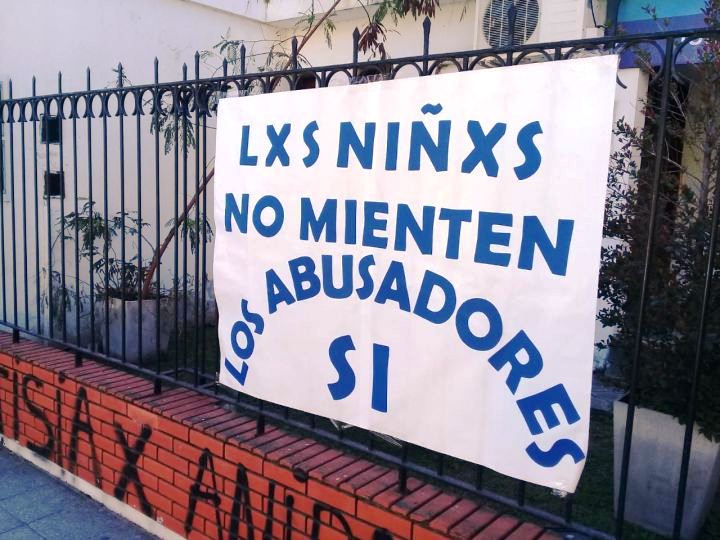 LXS NIÑXS
NO MIENTEN
LOS ABUSADORES
SI
X